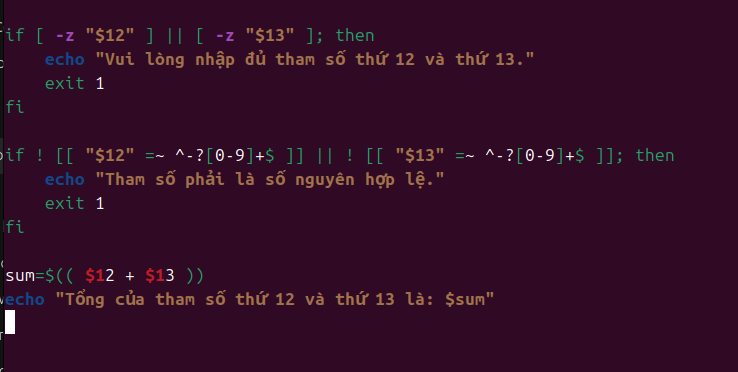 if [ -z "$12" ] || [ -z "$13" ]; then
    echo "Vui lòng nhập đủ tham số thứ 12 và thứ 13."
    exit 1
fi
if ! [[ "$12" =~ ^-?[0-9]+$ ]] || ! [[ "$13" =~ ^-?[0-9]+$ ]]; then
    echo "Tham số phải là số nguyên hợp lệ."
    exit 1
fi
sum=$(( $12 + $13 ))
echo "Tổng của tham số thứ 12 và thứ 13 là: $sum"